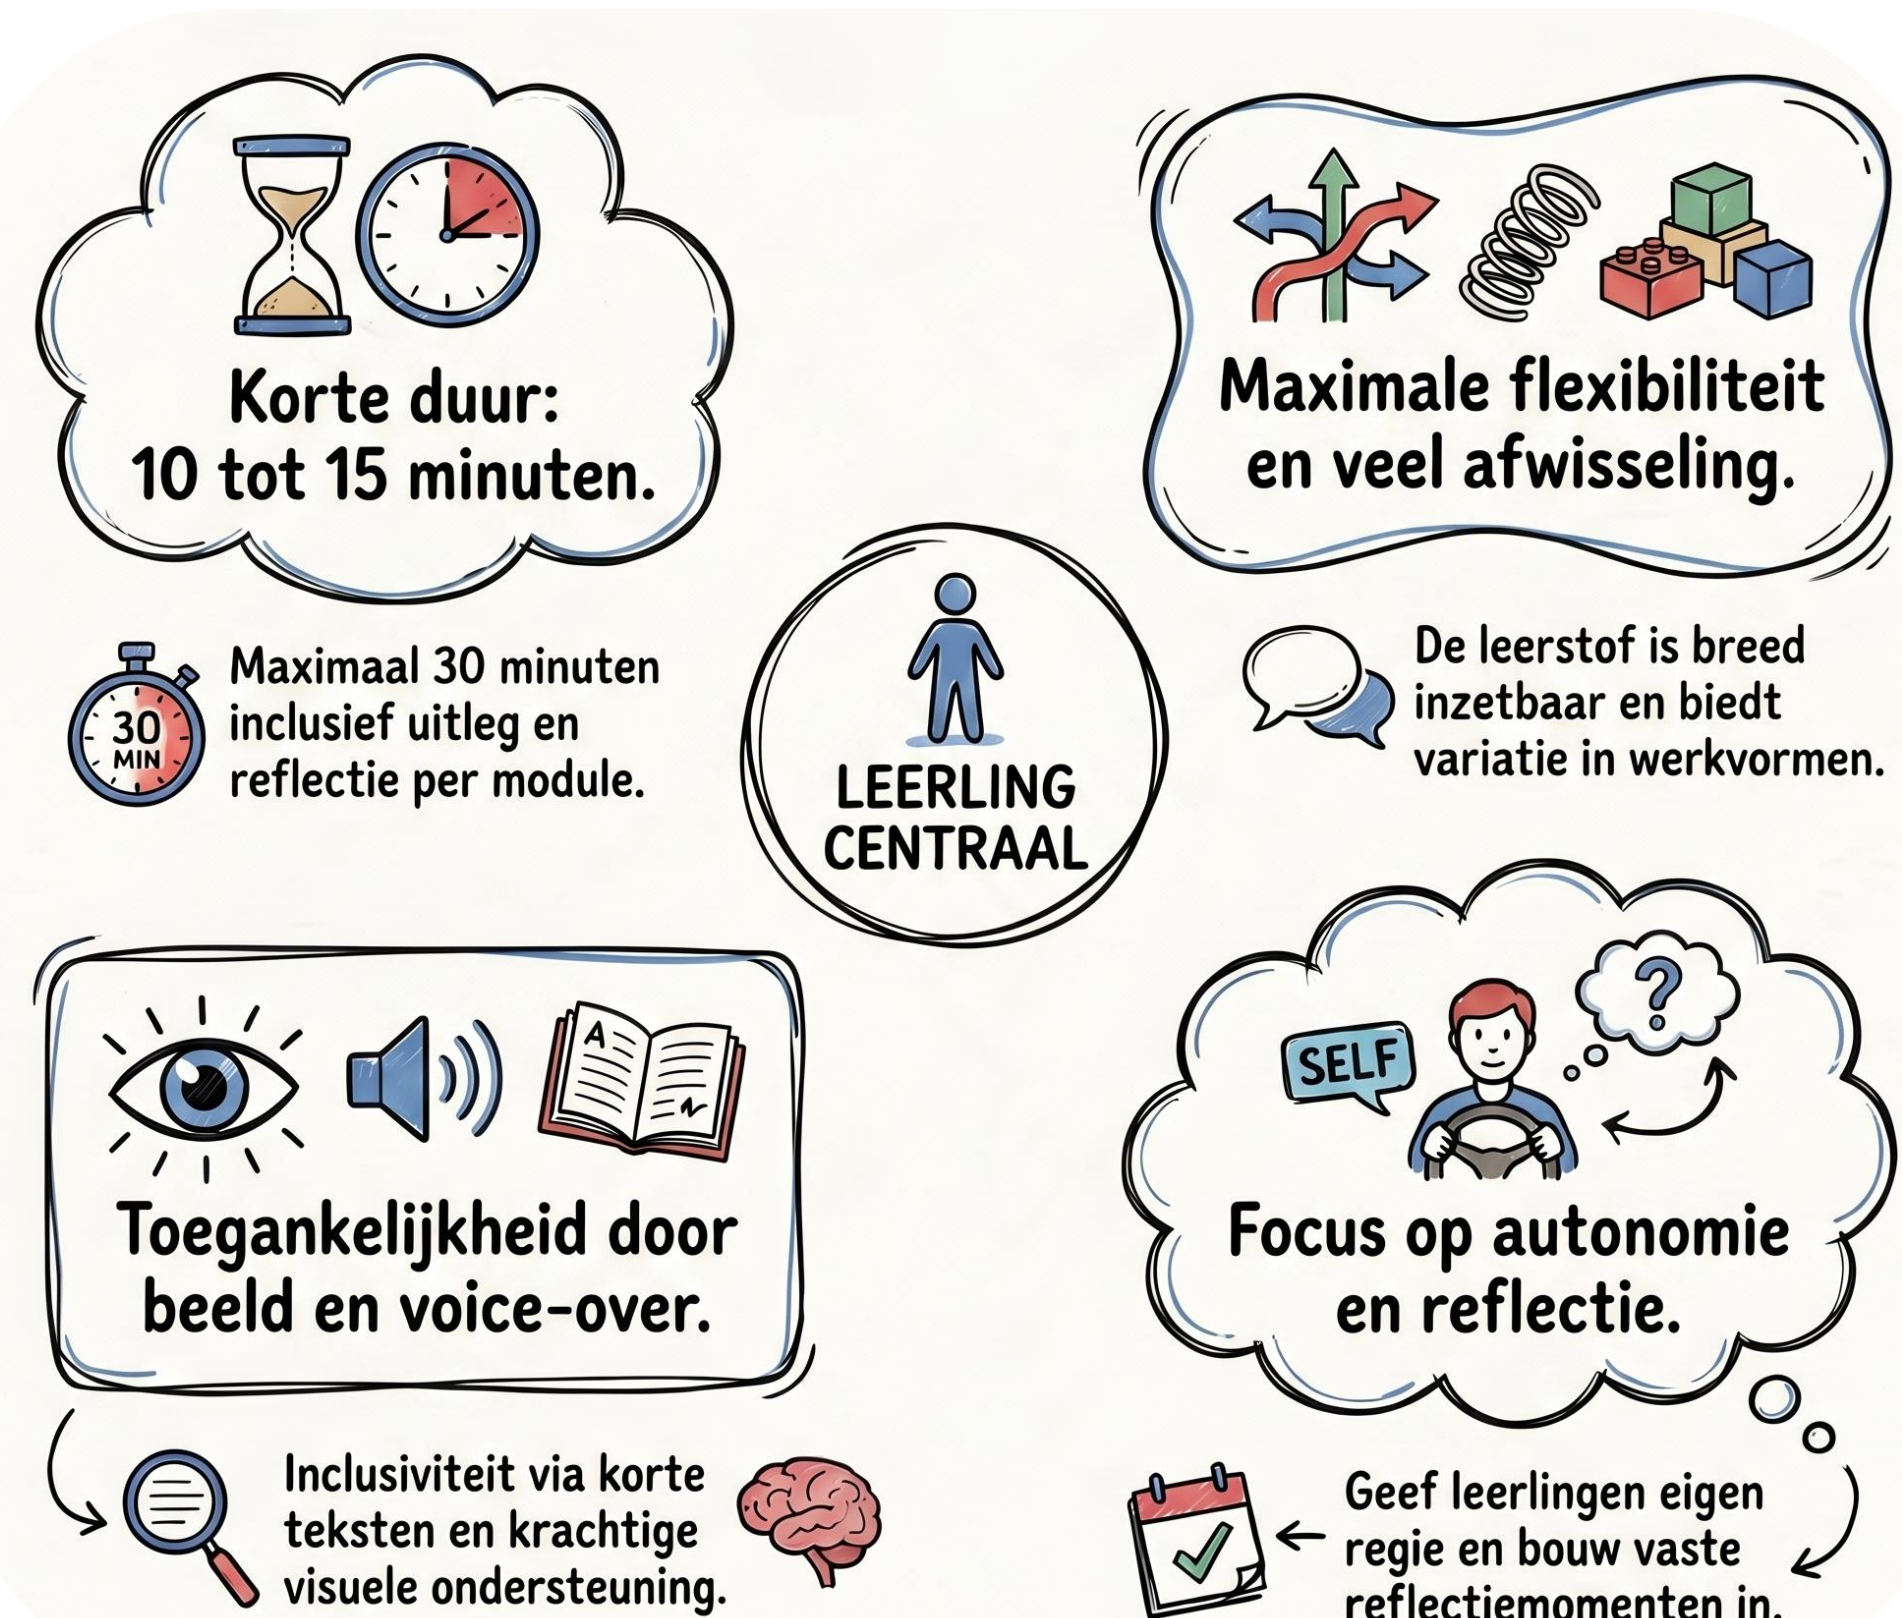 Korte duur:
10 tot 15 minuten.
30
MIN
Maximaal 30 minuten
inclusief uitleg en
reflectie per module.
Maximale flexibiliteit
en veel afwisseling.
De leerstof is breed
inzetbaar en biedt
variatie in werkvormen.
LEERLING
CENTRAAL
A
Toegankelijkheid door
beeld en voice-over.
Inclusiviteit via korte
teksten en krachtige
visuele ondersteuning.
SELF
?
Focus op autonomie
en reflectie.
Geef leerlingen eigen
regie en bouw vaste
reflectiemomenten in.